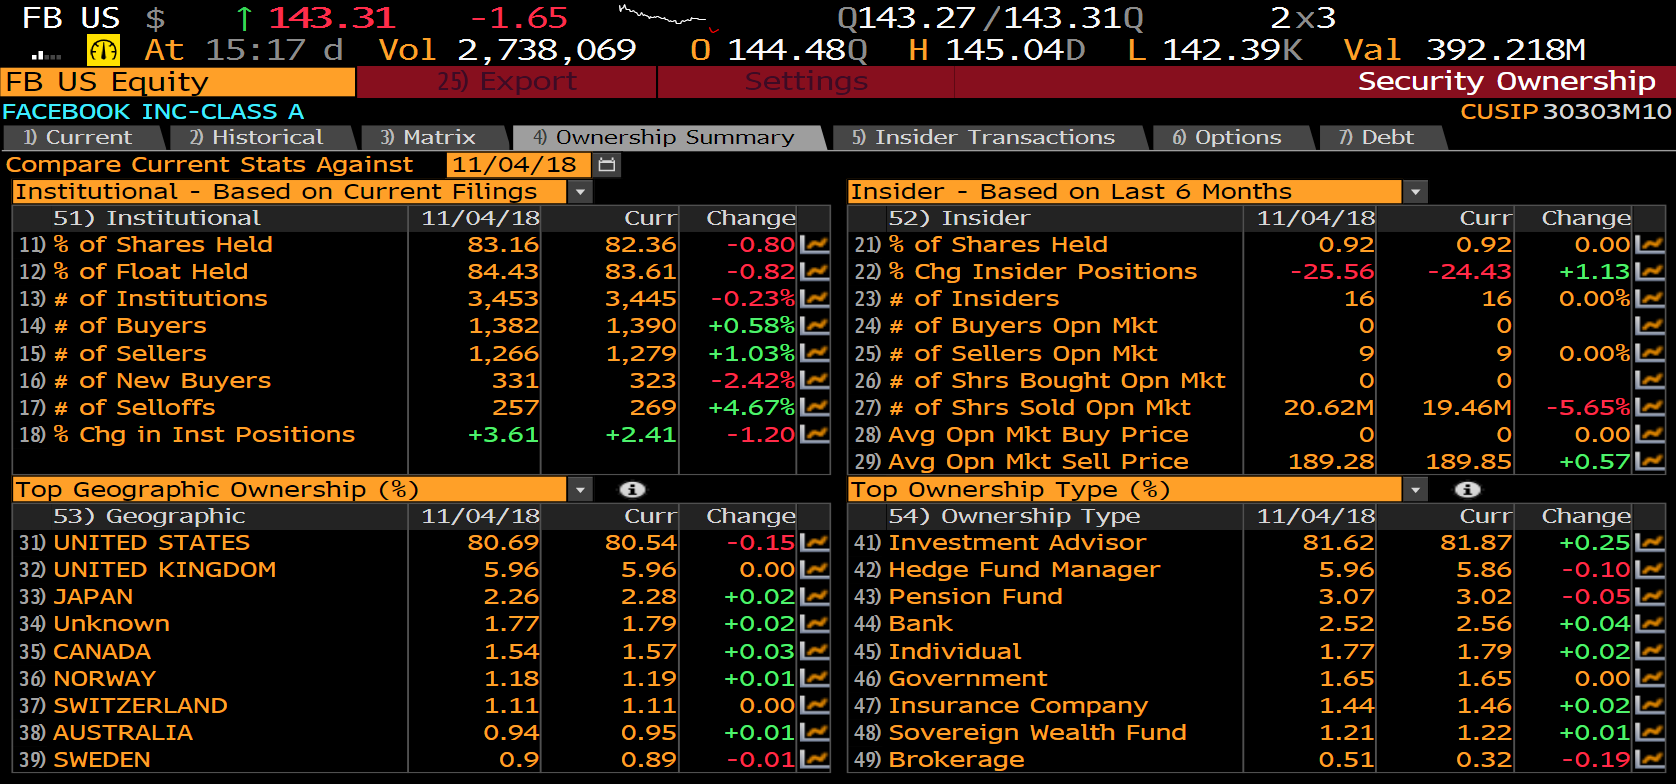 FB US $ ↑ 143.31 -1.65 Q143.27/143.31Q 2x3
At 15:17 d Vol 2,738,069 O 144.48Q H 145.04D L 142.39K Val 392.218M
FB US Equity 25) Export Settings Security Ownership
FACEBOOK INC-CLASS A CUSIP 30303M10
1) Current 2) Historical 3) Matrix 4) Ownership Summary 5) Insider Transactions 6) Options 7) Debt
Compare Current Stats Against 11/04/18
Institutional - Based on Current Filings
51) Institutional 11/04/18 Curr Change
11) % of Shares Held 83.16 82.36 -0.80
12) % of Float Held 84.43 83.61 -0.82
13) # of Institutions 3,453 3,445 -0.23%
14) # of Buyers 1,382 1,390 +0.58%
15) # of Sellers 1,266 1,279 +1.03%
16) # of New Buyers 331 323 -2.42%
17) # of Selloffs 257 269 +4.67%
18) % Chg in Inst Positions +3.61 +2.41 -1.20
Insider - Based on Last 6 Months
52) Insider 11/04/18 Curr Change
21) % of Shares Held 0.92 0.92 0.00
22) % Chg Insider Positions -25.56 -24.43 +1.13
23) # of Insiders 16 16 0.00%
24) # of Buyers Opn Mkt 0 0
25) # of Sellers Opn Mkt 9 9 0.00%
26) # of Shrs Bought Opn Mkt 0 0
27) # of Shrs Sold Opn Mkt 20.62M 19.46M -5.65%
28) Avg Opn Mkt Buy Price 0 0 0.00
29) Avg Opn Mkt Sell Price 189.28 189.85 +0.57
Top Geographic Ownership (%)
53) Geographic 11/04/18 Curr Change
31) UNITED STATES 80.69 80.54 -0.15
32) UNITED KINGDOM 5.96 5.96 0.00
33) JAPAN 2.26 2.28 +0.02
34) Unknown 1.77 1.79 +0.02
35) CANADA 1.54 1.57 +0.03
36) NORWAY 1.18 1.19 +0.01
37) SWITZERLAND 1.11 1.11 0.00
38) AUSTRALIA 0.94 0.95 +0.01
39) SWEDEN 0.9 0.89 -0.01
Top Ownership Type (%)
54) Ownership Type 11/04/18 Curr Change
41) Investment Advisor 81.62 81.87 +0.25
42) Hedge Fund Manager 5.96 5.86 -0.10
43) Pension Fund 3.07 3.02 -0.05
44) Bank 2.52 2.56 +0.04
45) Individual 1.77 1.79 +0.02
46) Government 1.65 1.65 0.00
47) Insurance Company 1.44 1.46 +0.02
48) Sovereign Wealth Fund 1.21 1.22 +0.01
49) Brokerage 0.51 0.32 -0.19